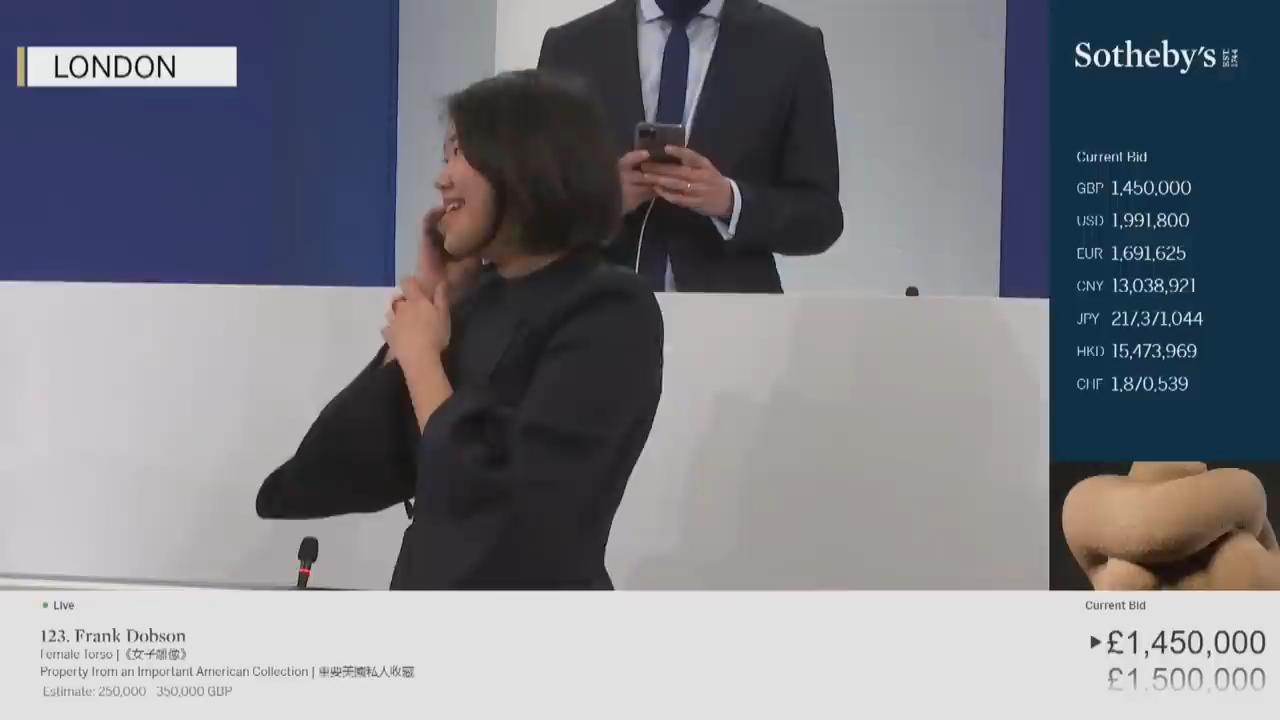 LONDON
Sotheby's EST. 1744
Current Bid
GBP 1,450,000
USD 1,991,800
EUR 1,691,625
CNY 13,038,921
JPY 217,371,044
HKD 15,473,969
CHF 1,870,539
Live
123. Frank Dobson
Female Torso | 《女子雕像》
Property from an Important American Collection | 重要美國私人收藏
Estimate: 250,000 350,000 GBP
Current Bid
▸£1,450,000
£1,500,000